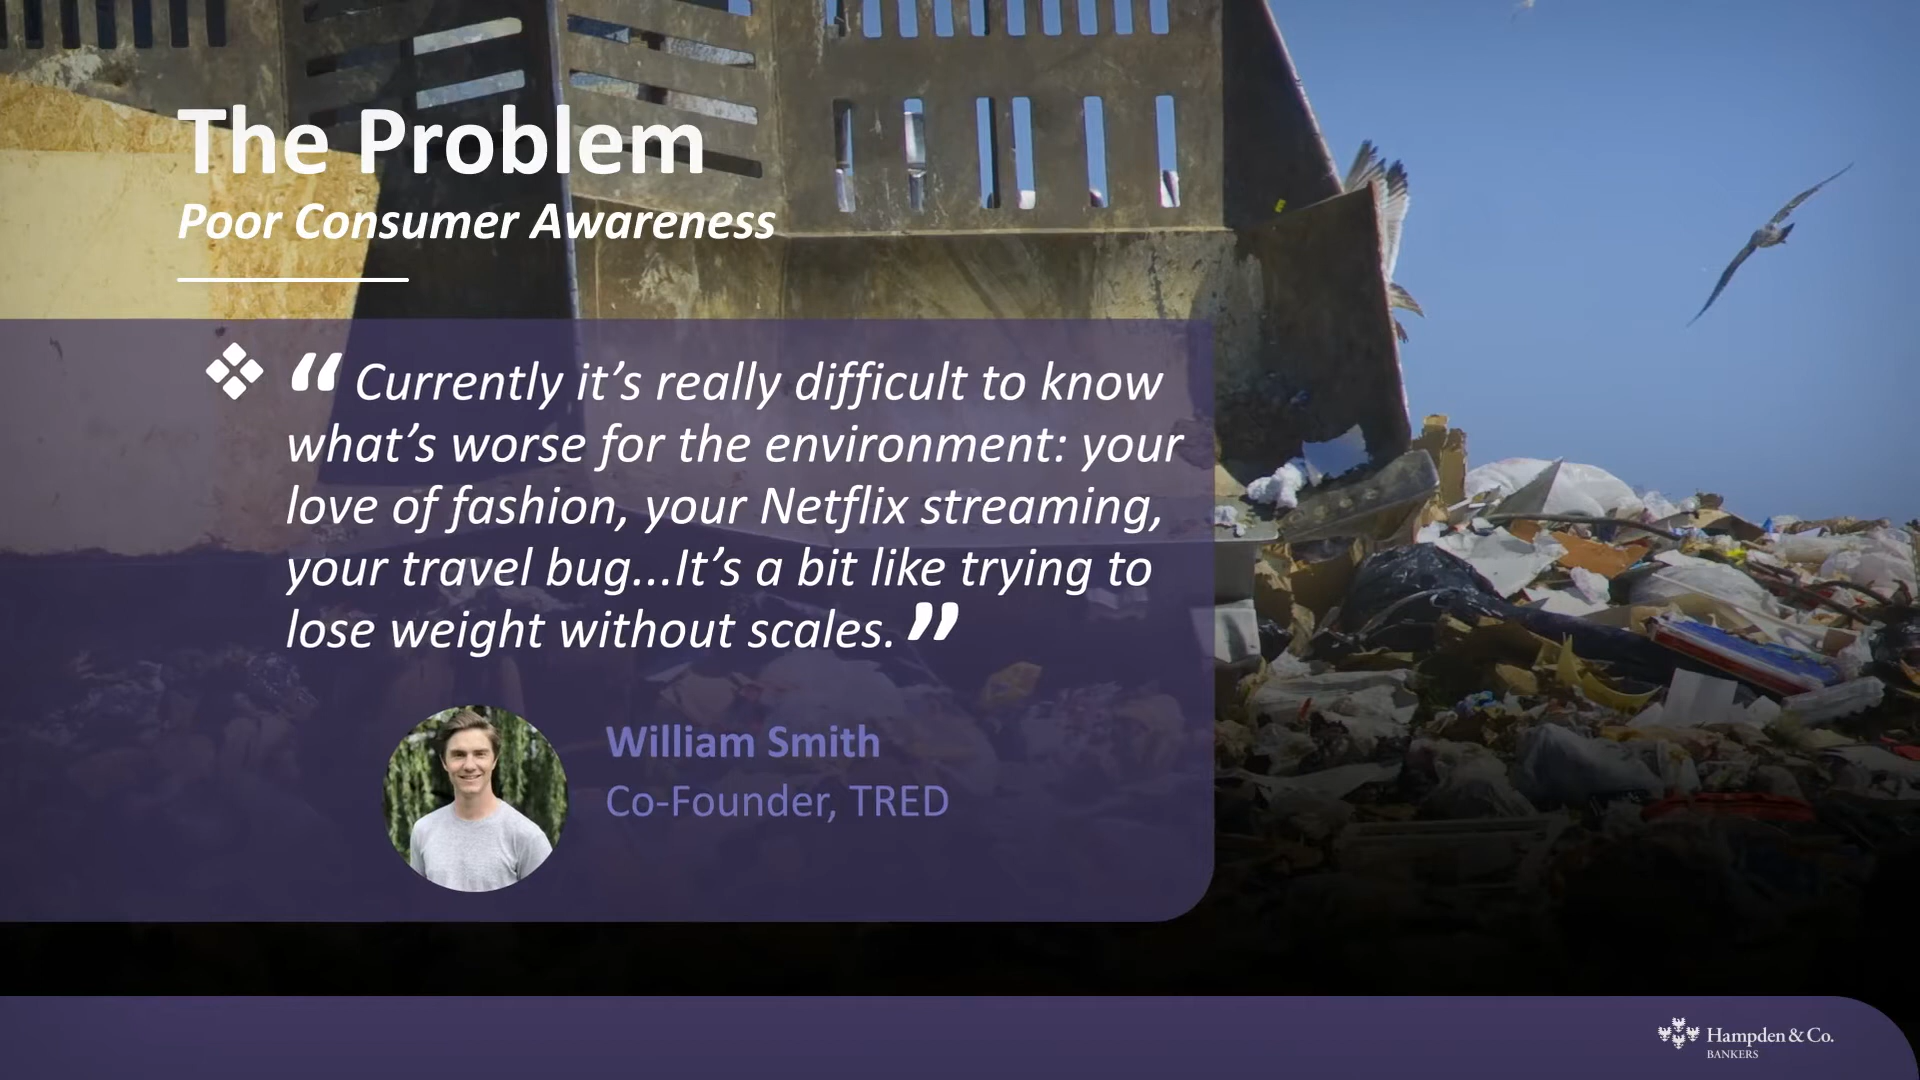 The Problem
Poor Consumer Awareness
“ Currently it’s really difficult to know
what’s worse for the environment: your
love of fashion, your Netflix streaming,
your travel bug...It’s a bit like trying to
lose weight without scales. ”
William Smith
Co-Founder, TRED
Hampden & Co.
BANKERS